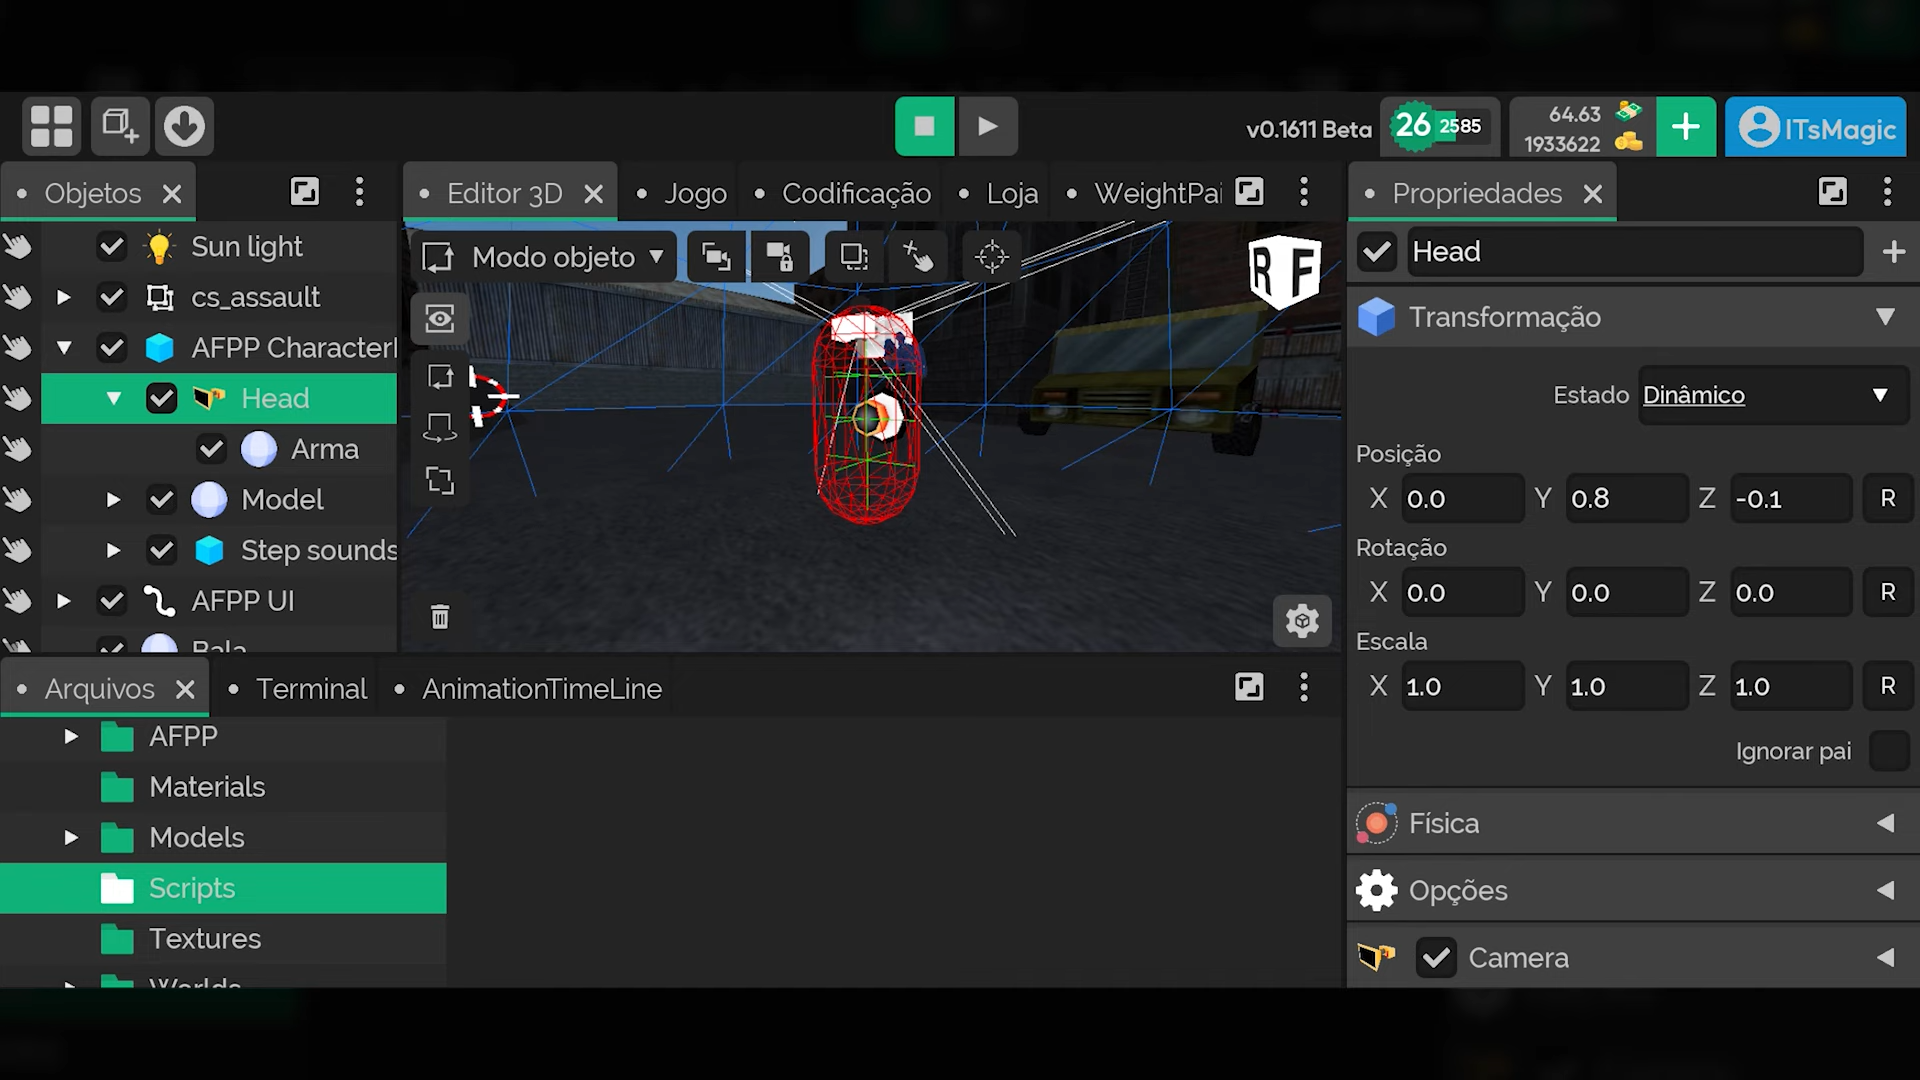 v0.1611 Beta
26 2585
64.63
1933622
ITsMagic
Objetos
Editor 3D
Jogo
Codificação
Loja
WeightPai
Propriedades
Sun light
cs_assault
AFPP Character
Head
Arma
Model
Step sounds
AFPP UI
Bala
Modo objeto
R F
Head
Transformação
Estado Dinâmico
Posição
X 0.0 Y 0.8 Z -0.1 R
Rotação
X 0.0 Y 0.0 Z 0.0 R
Escala
X 1.0 Y 1.0 Z 1.0 R
Ignorar pai
Física
Opções
Camera
Arquivos
Terminal
AnimationTimeLine
AFPP
Materials
Models
Scripts
Textures
Worlds